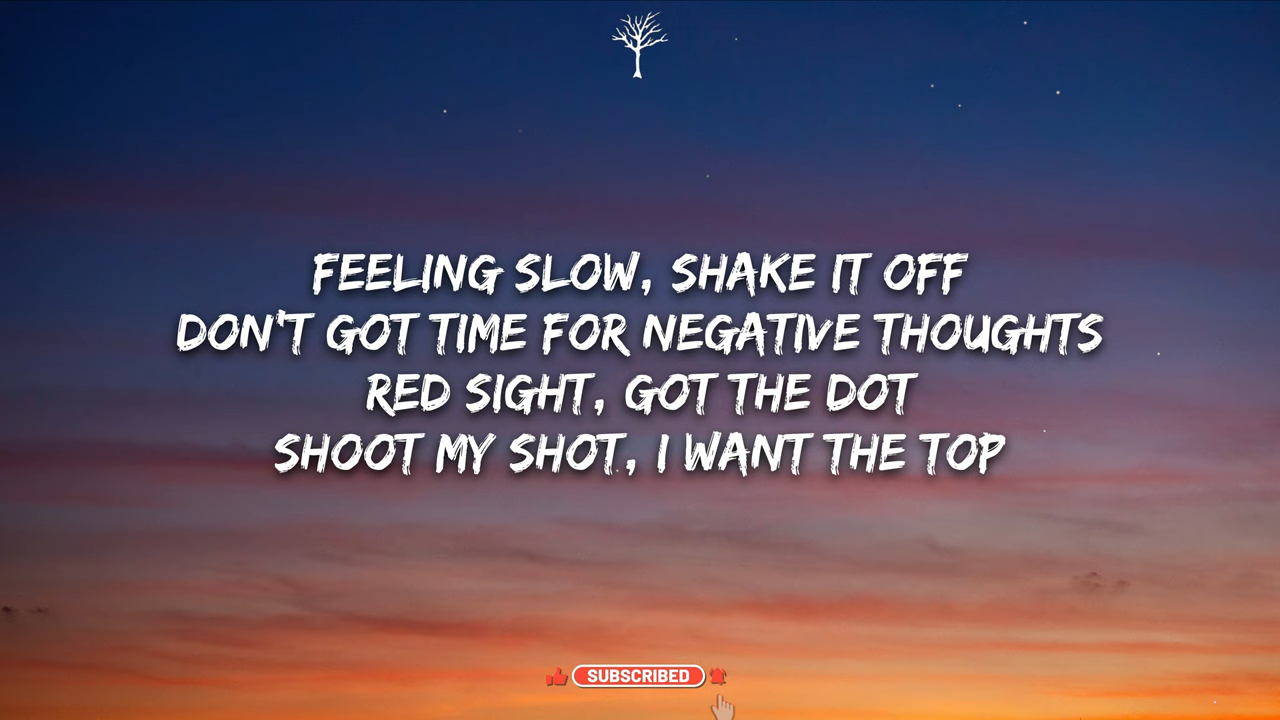 FEELING SLOW, SHAKE IT OFF
DON'T GOT TIME FOR NEGATIVE THOUGHTS
RED SIGHT, GOT THE DOT
SHOOT MY SHOT, I WANT THE TOP
SUBSCRIBED